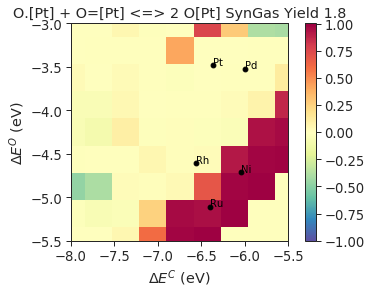 O.[Pt] + O=[Pt] <=> 2 O[Pt] SynGas Yield 1.8
−3.0
−3.5
−4.0
−4.5
−5.0
−5.5
ΔE^O (eV)
Pt
Pd
Rh
Ni
Ru
−8.0 −7.5 −7.0 −6.5 −6.0 −5.5
ΔE^C (eV)
1.00
0.75
0.50
0.25
0.00
−0.25
−0.50
−0.75
−1.00